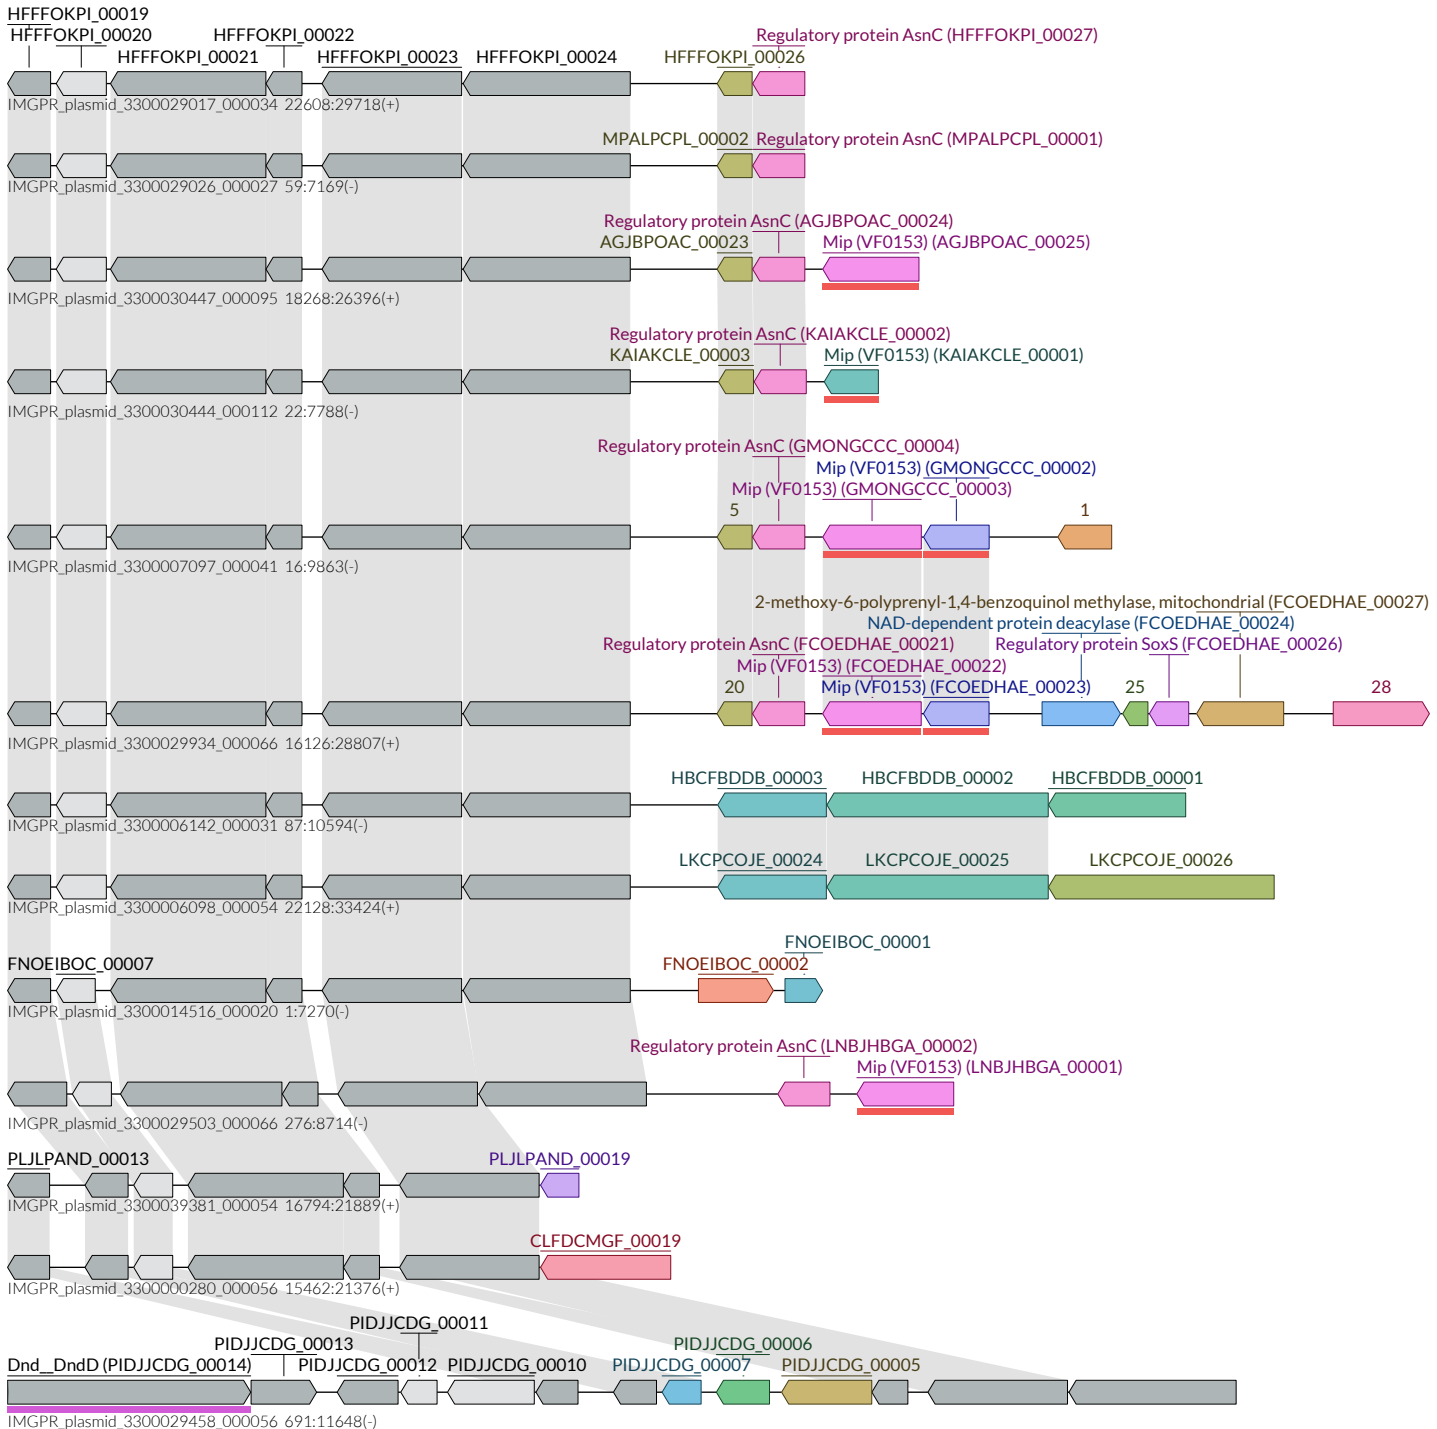 HFFFOKPI_00019
HFFFOKPI_00020 HFFFOKPI_00022 Regulatory protein AsnC (HFFFOKPI_00027)
HFFFOKPI_00021 HFFFOKPI_00023 HFFFOKPI_00024 HFFFOKPI_00026
IMGPR_plasmid_3300029017_000034 22608:29718(+)
MPALPCPL_00002 Regulatory protein AsnC (MPALPCPL_00001)
IMGPR_plasmid_3300029026_000027 59:7169(-)
Regulatory protein AsnC (AGJBPOAC_00024)
AGJBPOAC_00023 Mip (VF0153) (AGJBPOAC_00025)
IMGPR_plasmid_3300030447_000095 18268:26396(+)
Regulatory protein AsnC (KAIAKCLE_00002)
KAIAKCLE_00003 Mip (VF0153) (KAIAKCLE_00001)
IMGPR_plasmid_3300030444_000112 22:7788(-)
Regulatory protein AsnC (GMONGCCC_00004)
Mip (VF0153) (GMONGCCC_00002)
Mip (VF0153) (GMONGCCC_00003)
5 1
IMGPR_plasmid_3300007097_000041 16:9863(-)
2-methoxy-6-polyprenyl-1,4-benzoquinol methylase, mitochondrial (FCOEDHAE_00027)
NAD-dependent protein deacylase (FCOEDHAE_00024)
Regulatory protein AsnC (FCOEDHAE_00021) Regulatory protein SoxS (FCOEDHAE_00026)
Mip (VF0153) (FCOEDHAE_00022)
20 Mip (VF0153) (FCOEDHAE_00023) 25 28
IMGPR_plasmid_3300029934_000066 16126:28807(+)
HBCFBDDB_00003 HBCFBDDB_00002 HBCFBDDB_00001
IMGPR_plasmid_3300006142_000031 87:10594(-)
LKCPCOJE_00024 LKCPCOJE_00025 LKCPCOJE_00026
IMGPR_plasmid_3300006098_000054 22128:33424(+)
FNOEIBOC_00001
FNOEIBOC_00007 FNOEIBOC_00002
IMGPR_plasmid_3300014516_000020 1:7270(-)
Regulatory protein AsnC (LNBJHBGA_00002)
Mip (VF0153) (LNBJHBGA_00001)
IMGPR_plasmid_3300029503_000066 276:8714(-)
PLJLPAND_00013 PLJLPAND_00019
IMGPR_plasmid_3300039381_000054 16794:21889(+)
CLFDCMGF_00019
IMGPR_plasmid_3300000280_000056 15462:21376(+)
PIDJJCDG_00011
PIDJJCDG_00013 PIDJJCDG_00006
Dnd__DndD (PIDJJCDG_00014) PIDJJCDG_00012 PIDJJCDG_00010 PIDJJCDG_00007 PIDJJCDG_00005
IMGPR_plasmid_3300029458_000056 691:11648(-)